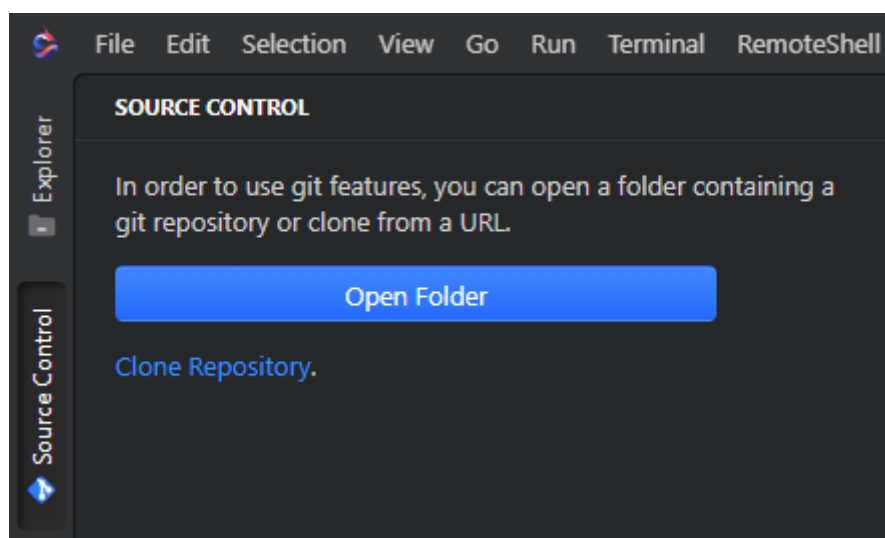 File Edit Selection View Go Run Terminal RemoteShell
Explorer
Source Control
SOURCE CONTROL
In order to use git features, you can open a folder containing a
git repository or clone from a URL.
Open Folder
Clone Repository.